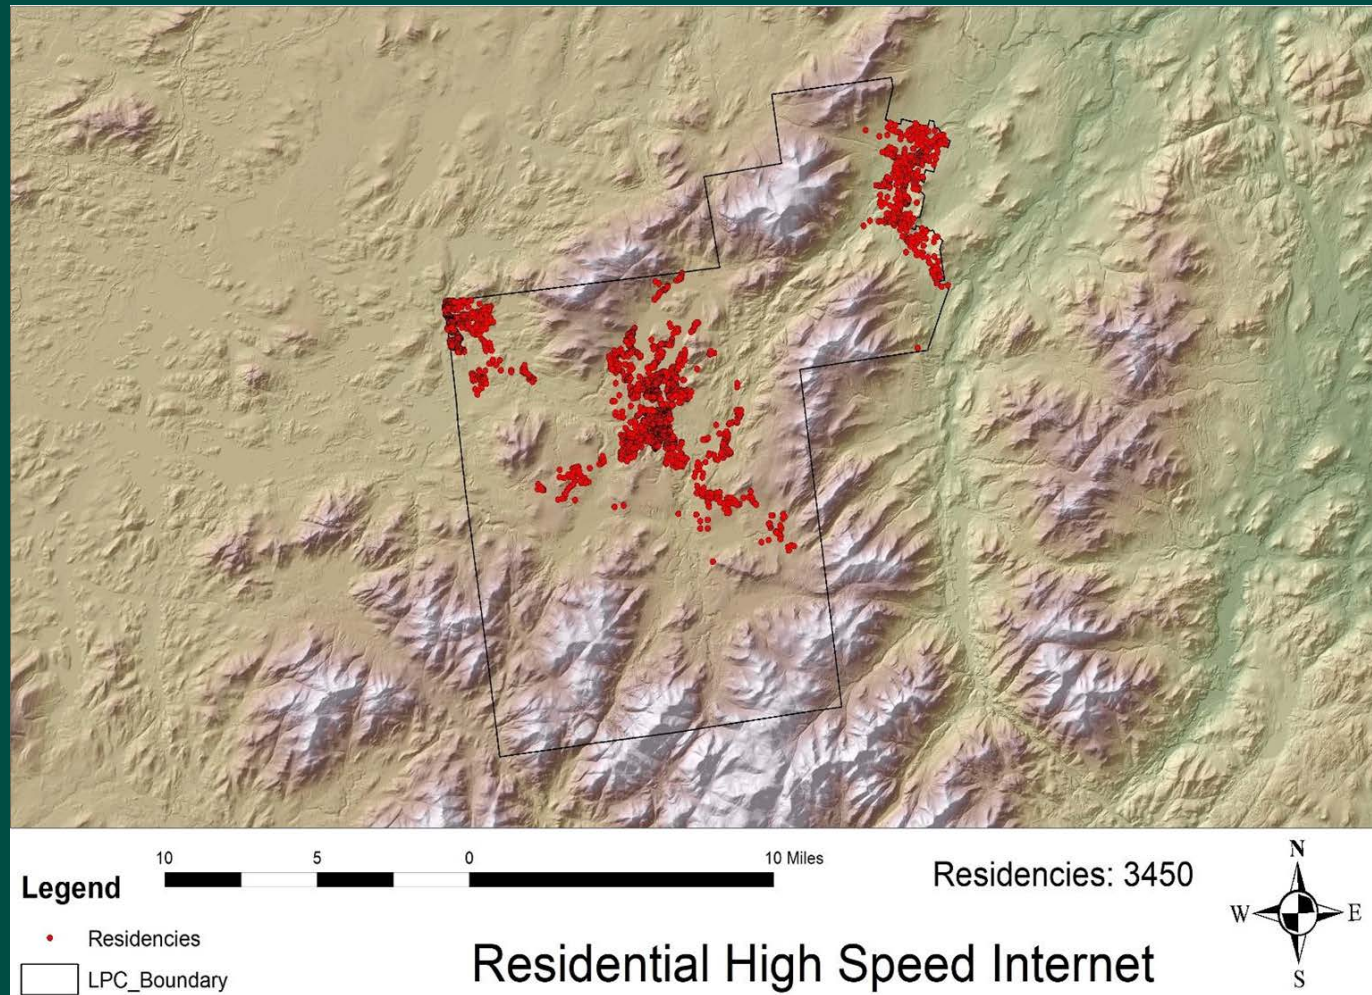 10 5 0 10 Miles
Residencies: 3450
Legend
Residencies
LPC_Boundary
Residential High Speed Internet
N
W E
S